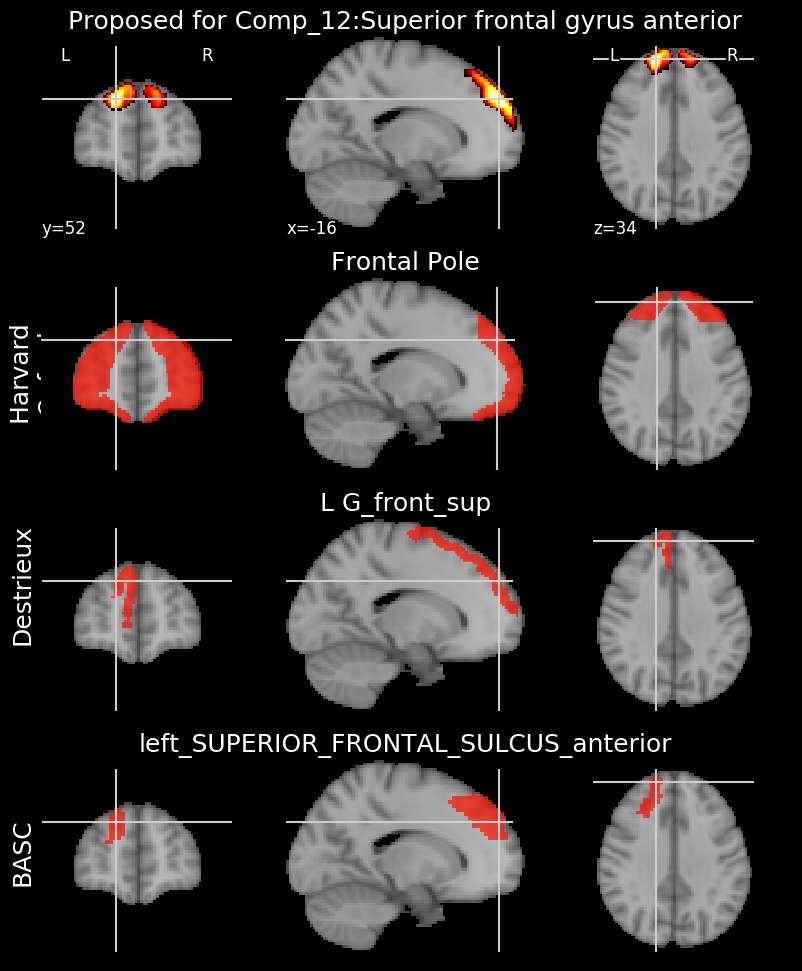 Proposed for Comp_12:Superior frontal gyrus anterior
L R L R
y=52 x=-16 z=34
Frontal Pole
Harvard
L G_front_sup
Destrieux
left_SUPERIOR_FRONTAL_SULCUS_anterior
BASC